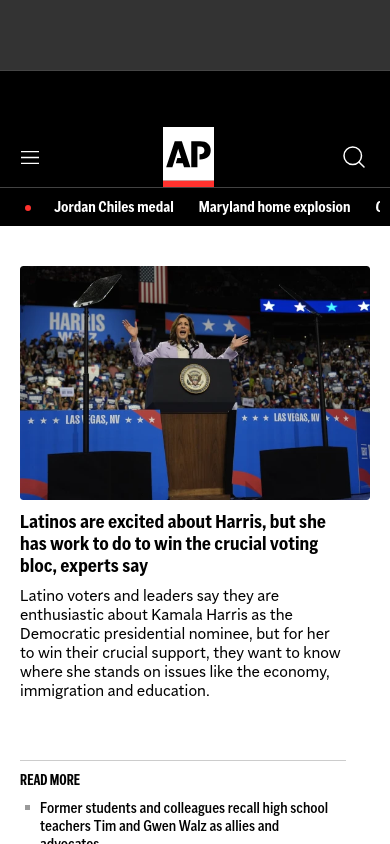 AP
Jordan Chiles medal
Maryland home explosion
HARRIS
WALZ
LAS VEGAS, NV
LAS VEGAS, NV
Latinos are excited about Harris, but she
has work to do to win the crucial voting
bloc, experts say
Latino voters and leaders say they are
enthusiastic about Kamala Harris as the
Democratic presidential nominee, but for her
to win their crucial support, they want to know
where she stands on issues like the economy,
immigration and education.
READ MORE
Former students and colleagues recall high school
teachers Tim and Gwen Walz as allies and
advocates